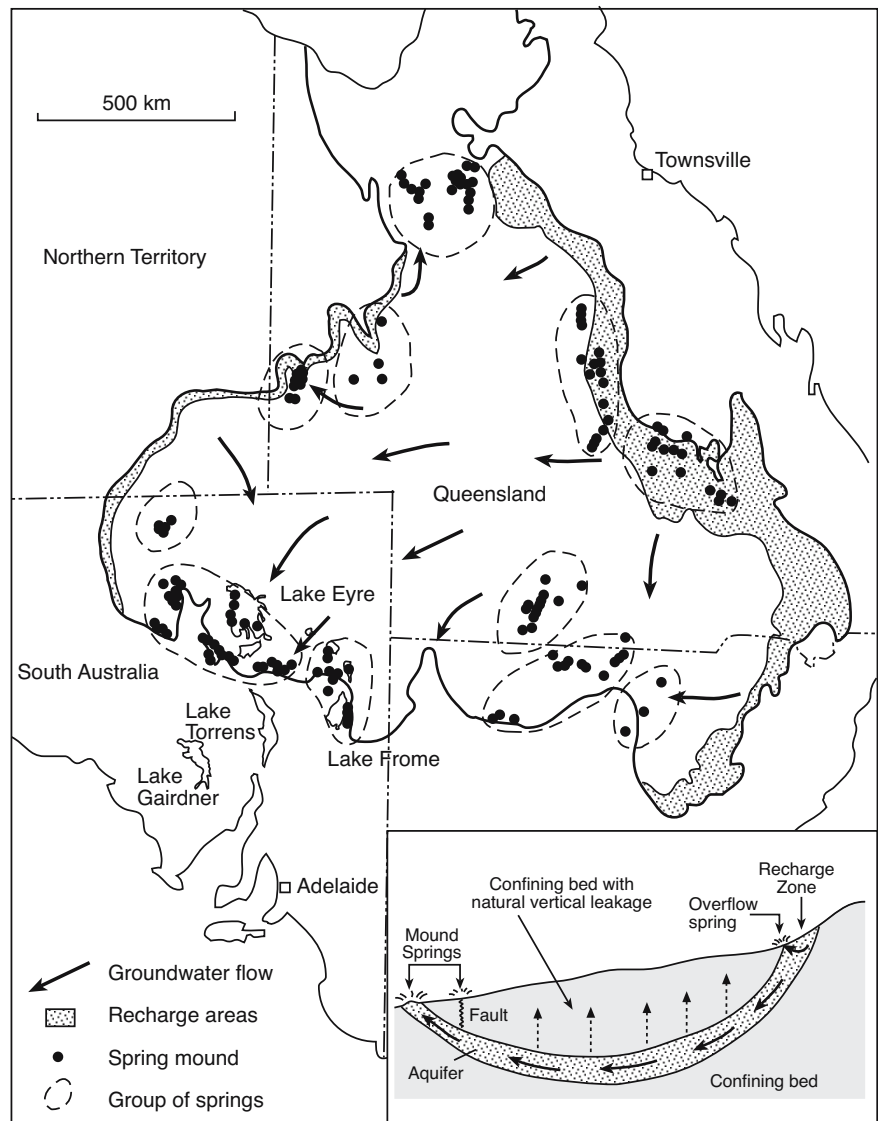 500 km
Townsville
Northern Territory
Queensland
Lake Eyre
South Australia
Lake
Torrens
Lake Frome
Lake
Gairdner
Adelaide
Groundwater flow
Recharge areas
Spring mound
Group of springs
Recharge
Zone
Confining bed with
natural vertical leakage
Overflow
spring
Mound
Springs
Fault
Aquifer
Confining bed